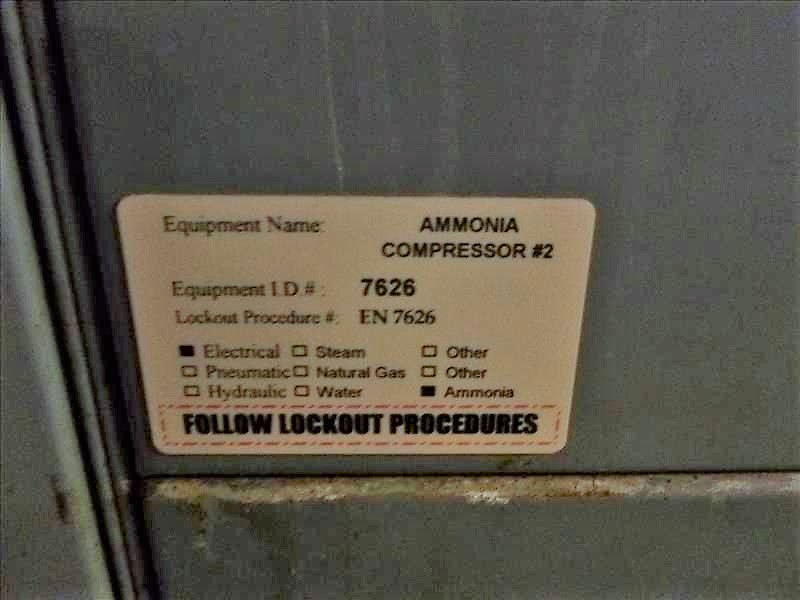 Equipment Name: AMMONIA
COMPRESSOR #2
Equipment I.D.# : 7626
Lockout Procedure #: EN 7626
■ Electrical □ Steam □ Other
□ Pneumatic □ Natural Gas □ Other
□ Hydraulic □ Water ■ Ammonia
FOLLOW LOCKOUT PROCEDURES